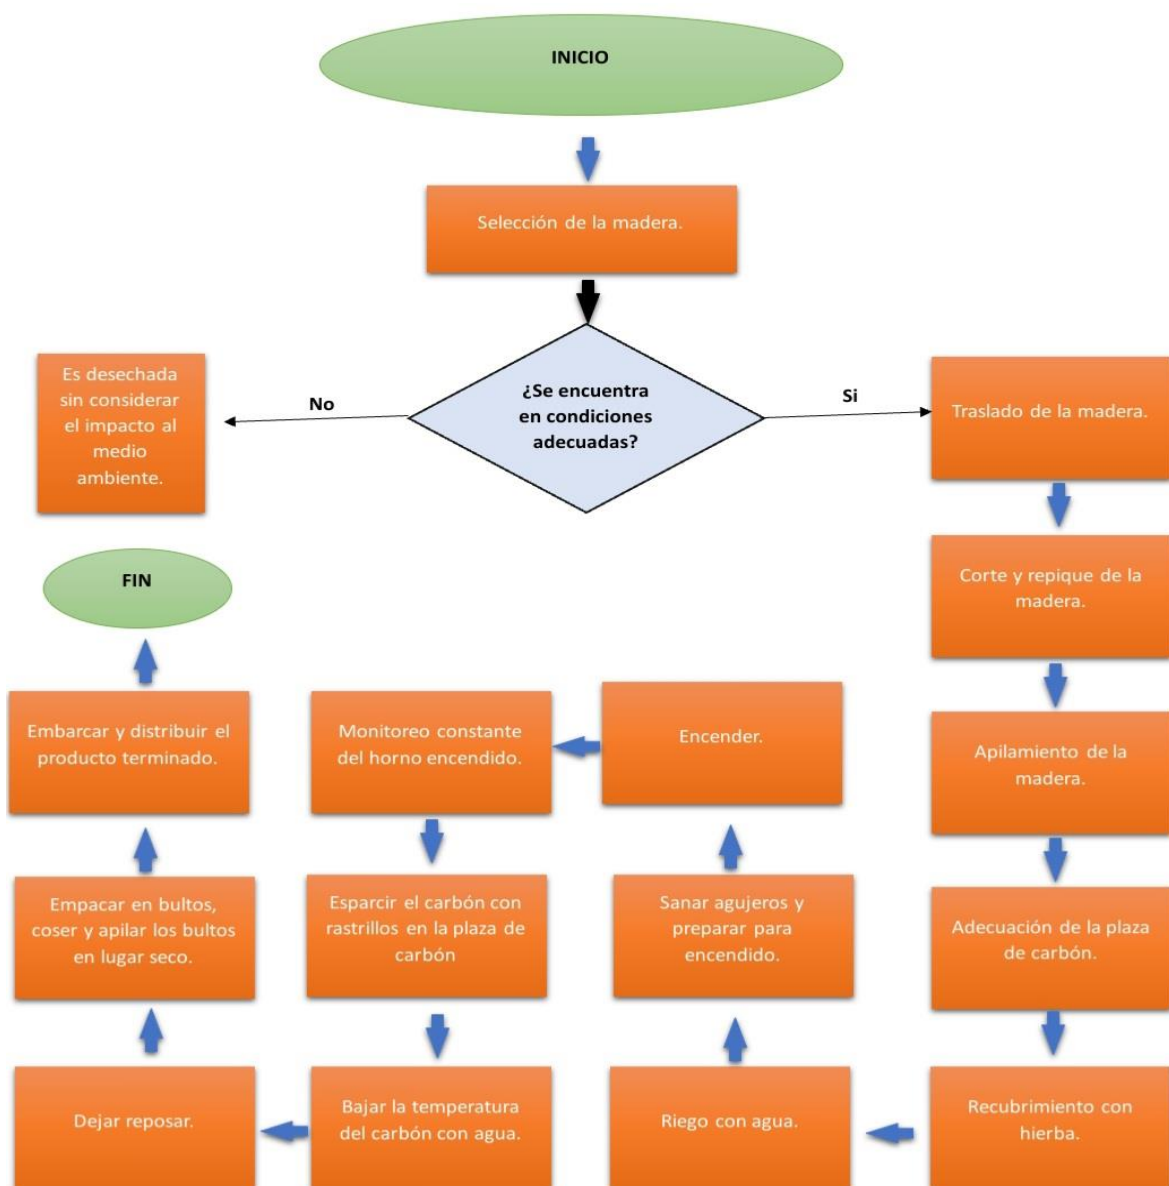 INICIO
Selección de la madera.
¿Se encuentra
en condiciones
adecuadas?
No
Si
Es desechada
sin considerar
el impacto al
medio
ambiente.
Traslado de la madera.
Corte y repique de la
madera.
Apilamiento de la
madera.
Adecuación de la plaza
de carbón.
Recubrimiento con
hierba.
Riego con agua.
Sanar agujeros y
preparar para
encendido.
Encender.
Monitoreo constante
del horno encendido.
Esparcir el carbón con
rastrillos en la plaza de
carbón
Bajar la temperatura
del carbón con agua.
Dejar reposar.
Empacar en bultos,
coser y apilar los bultos
en lugar seco.
Embarcar y distribuir el
producto terminado.
FIN